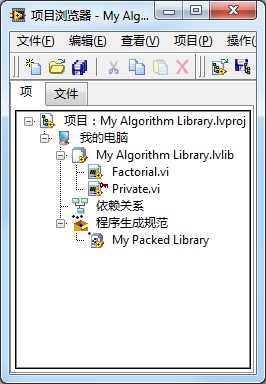 项目浏览器 - My Alg...
文件(F) 编辑(E) 查看(V) 项目(P) 操作(
项 文件
项目：My Algorithm Library.lvproj
我的电脑
My Algorithm Library.lvlib
Factorial.vi
Private.vi
依赖关系
程序生成规范
My Packed Library